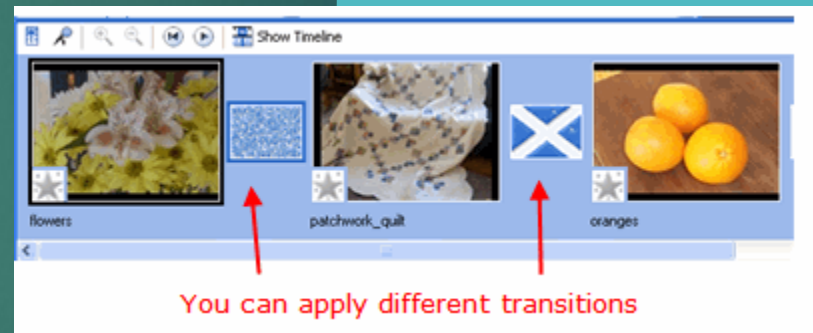 Show Timeline
flowers
patchwork_quilt
oranges
You can apply different transitions